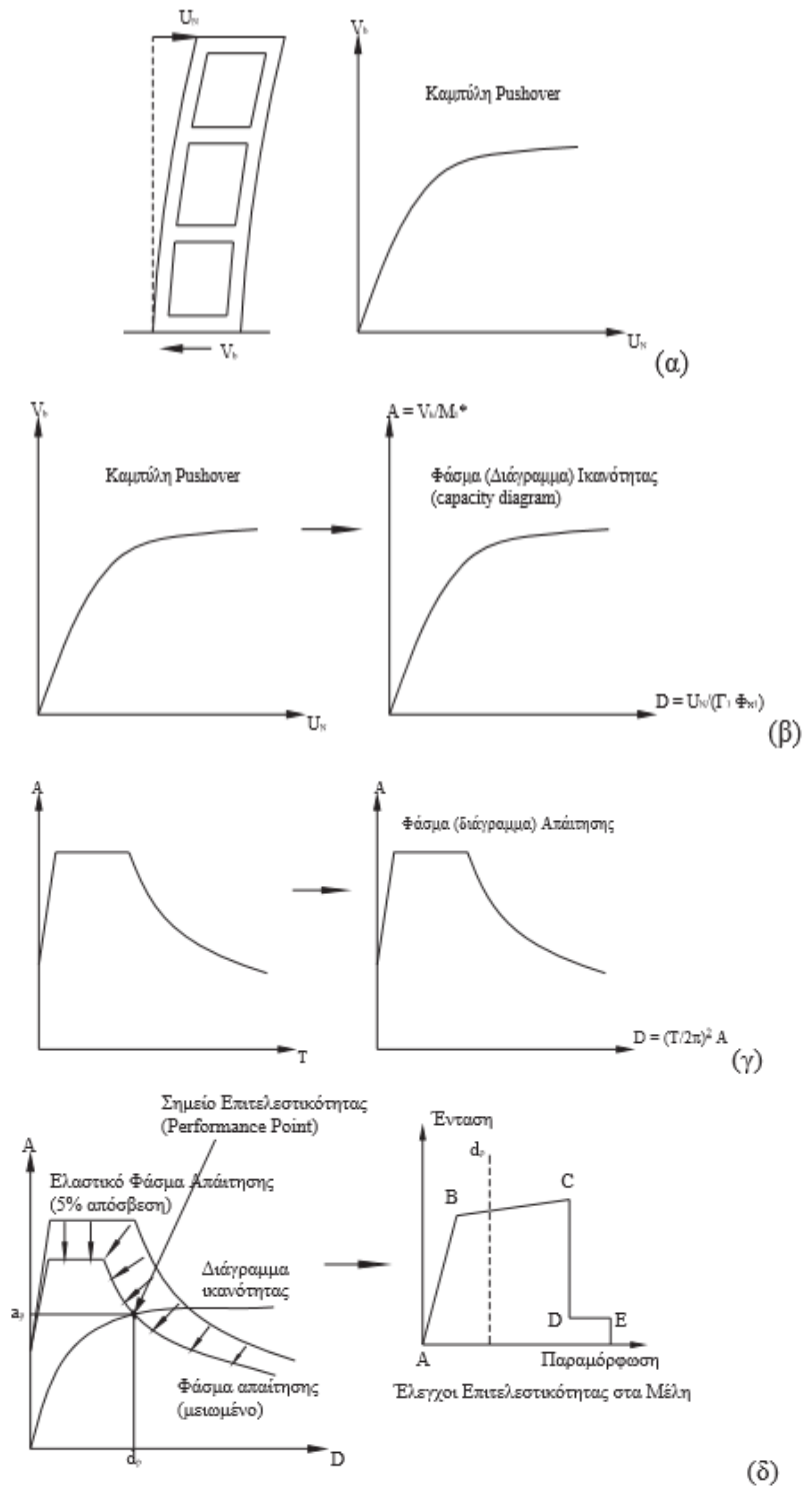 U_N
V_b
Καμπύλη Pushover
V_b
U_N
(α)
V_b
Καμπύλη Pushover
U_N
A = V_b/M_1*
Φάσμα (Διάγραμμα) Ικανότητας
(capacity diagram)
D = U_N/(Γ_1 Φ_N1)
(β)
A
T
A
Φάσμα (διάγραμμα) Απάιτησης
D = (T/2π)² A
(γ)
Σημείο Επιτελεστικότητας
(Performance Point)
A
Ελαστικό Φάσμα Απάιτησης
(5% απόσβεση)
Διάγραμμα
ικανότητας
a_p
Φάσμα απαίτησης
(μειωμένο)
d_p
D
Ένταση
d_p
B
C
D
E
A
Παραμόρφωση
Έλεγχοι Επιτελεστικότητας στα Μέλη
(δ)